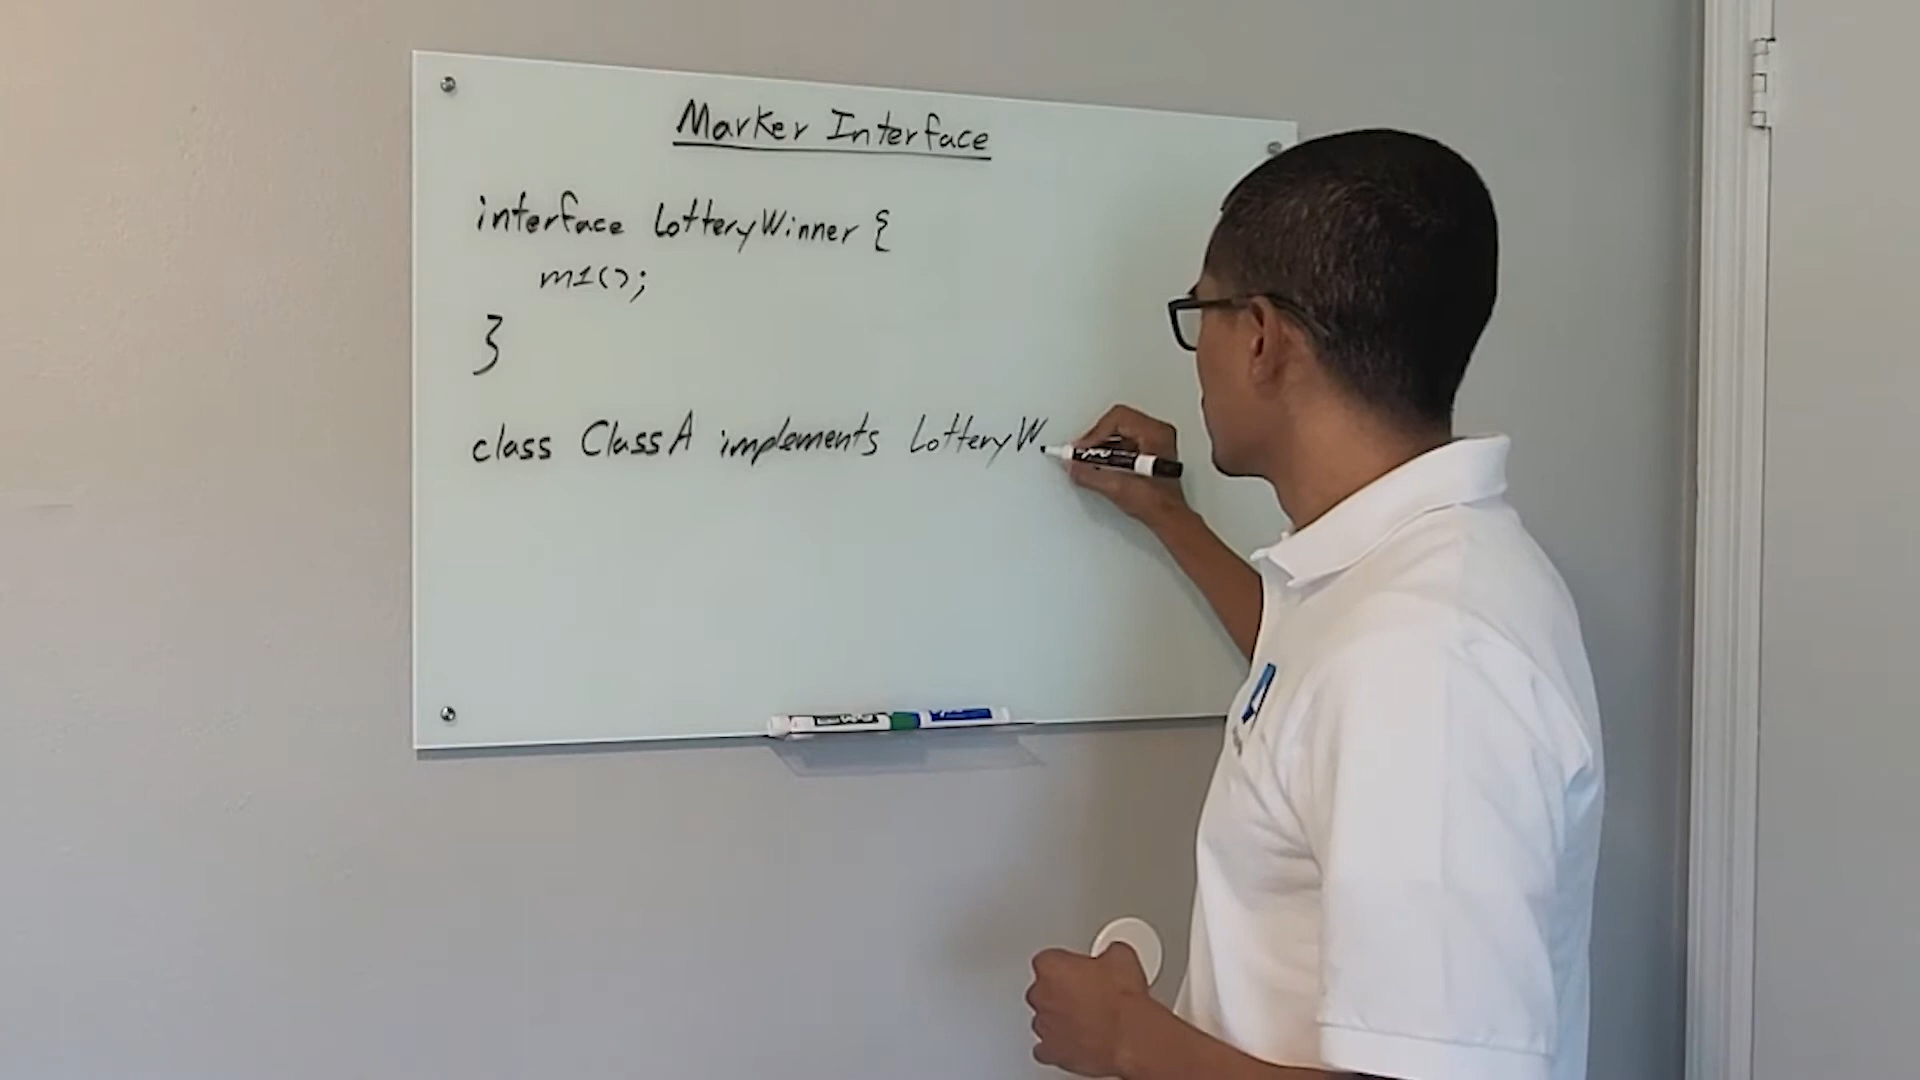 Marker Interface
interface LotteryWinner {
m1();
}
class ClassA implements LotteryW